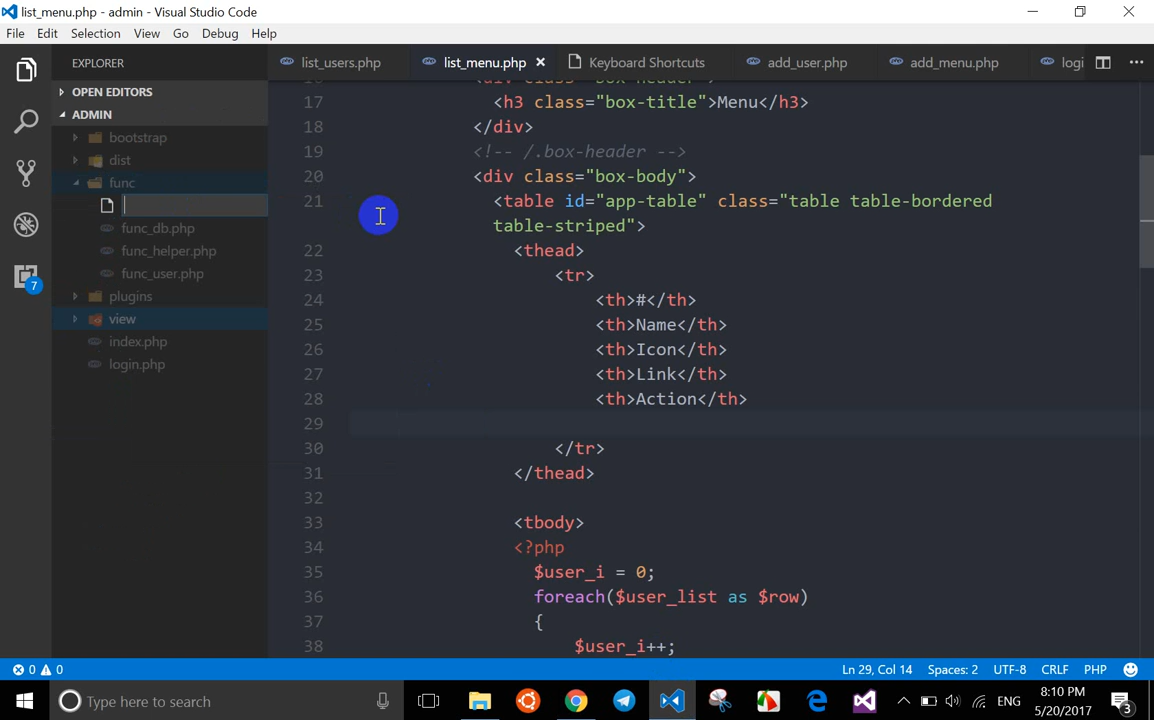 list_menu.php - admin - Visual Studio Code
File Edit Selection View Go Debug Help
EXPLORER
list_users.php
list_menu.php
Keyboard Shortcuts
add_user.php
add_menu.php
logi
OPEN EDITORS
ADMIN
bootstrap
dist
func
func_db.php
func_helper.php
func_user.php
plugins
view
index.php
login.php
7
17 <h3 class="box-title">Menu</h3>
18 </div>
19 <!-- /.box-header -->
20 <div class="box-body">
21 <table id="app-table" class="table table-bordered
table-striped">
22 <thead>
23 <tr>
24 <th>#</th>
25 <th>Name</th>
26 <th>Icon</th>
27 <th>Link</th>
28 <th>Action</th>
29
30 </tr>
31 </thead>
32
33 <tbody>
34 <?php
35 $user_i = 0;
36 foreach($user_list as $row)
37 {
38 $user_i++;
0 0 Ln 29, Col 14 Spaces: 2 UTF-8 CRLF PHP
Type here to search
ENG
8:10 PM
5/20/2017
3